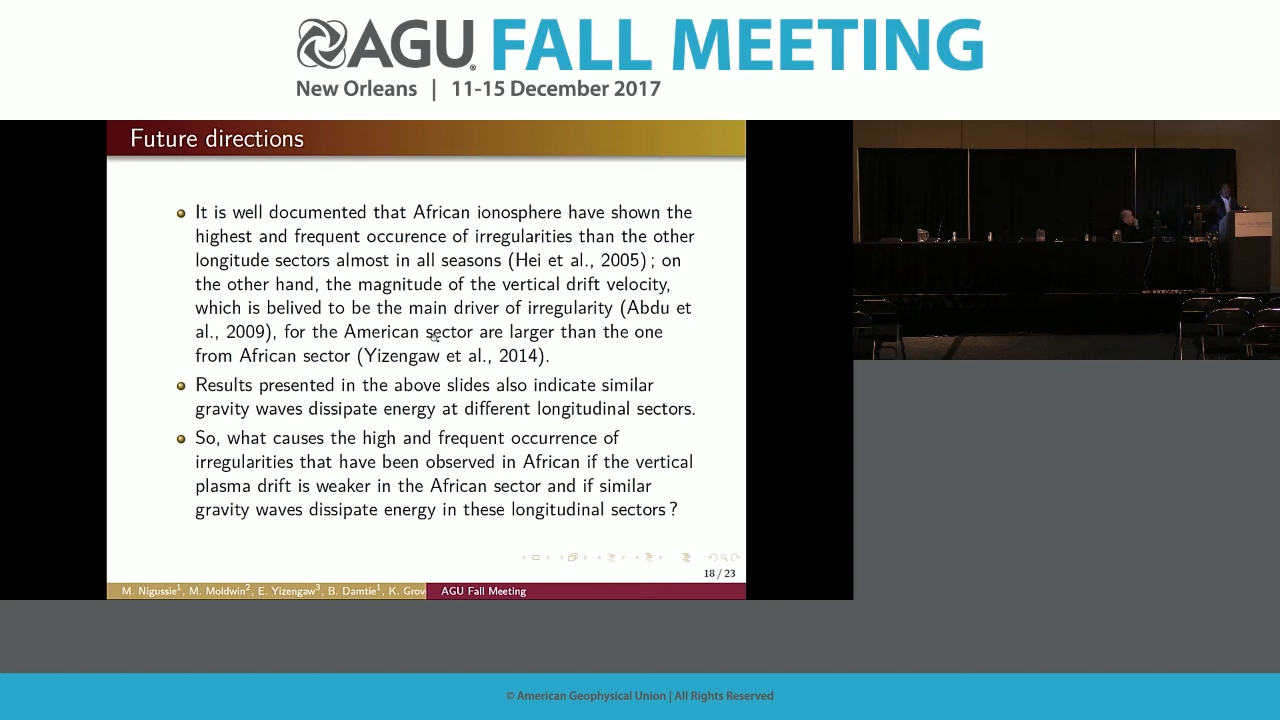 AGU FALL MEETING
New Orleans | 11-15 December 2017
Future directions
It is well documented that African ionosphere have shown the
highest and frequent occurence of irregularities than the other
longitude sectors almost in all seasons (Hei et al., 2005) ; on
the other hand, the magnitude of the vertical drift velocity,
which is belived to be the main driver of irregularity (Abdu et
al., 2009), for the American sector are larger than the one
from African sector (Yizengaw et al., 2014).
Results presented in the above slides also indicate similar
gravity waves dissipate energy at different longitudinal sectors.
So, what causes the high and frequent occurrence of
irregularities that have been observed in African if the vertical
plasma drift is weaker in the African sector and if similar
gravity waves dissipate energy in these longitudinal sectors ?
18 / 23
M. Nigussie¹, M. Moldwin², E. Yizengaw³, B. Damtie¹, K. Grov
AGU Fall Meeting
© American Geophysical Union | All Rights Reserved